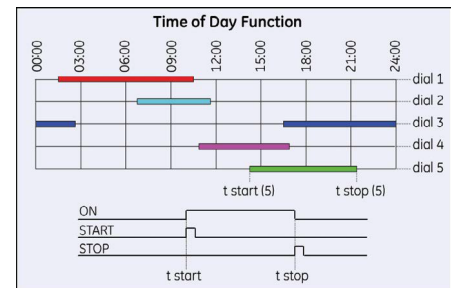 Time of Day Function
00:00 03:00 06:00 09:00 12:00 15:00 18:00 21:00 24:00
dial 1
dial 2
dial 3
dial 4
dial 5
t start (5) t stop (5)
ON
START
STOP
t start t stop